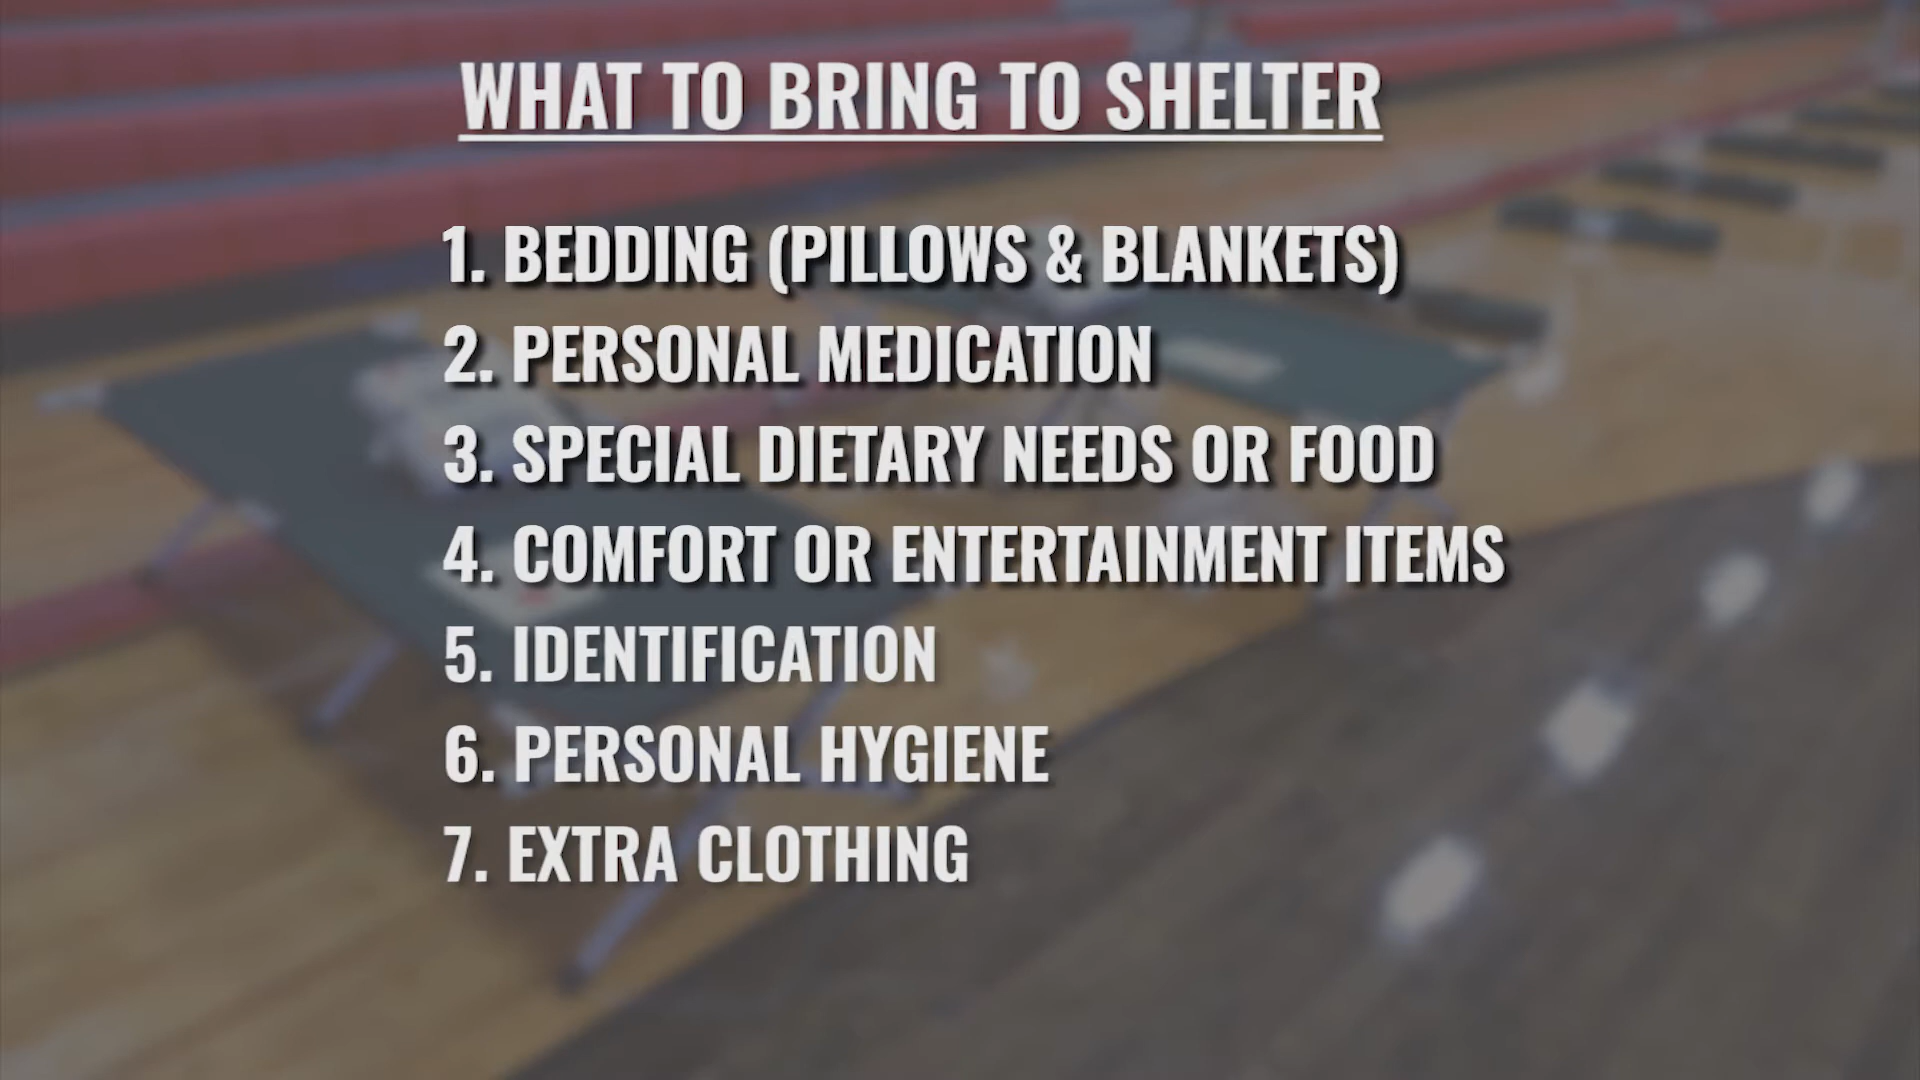 WHAT TO BRING TO SHELTER
1. BEDDING (PILLOWS & BLANKETS)
2. PERSONAL MEDICATION
3. SPECIAL DIETARY NEEDS OR FOOD
4. COMFORT OR ENTERTAINMENT ITEMS
5. IDENTIFICATION
6. PERSONAL HYGIENE
7. EXTRA CLOTHING